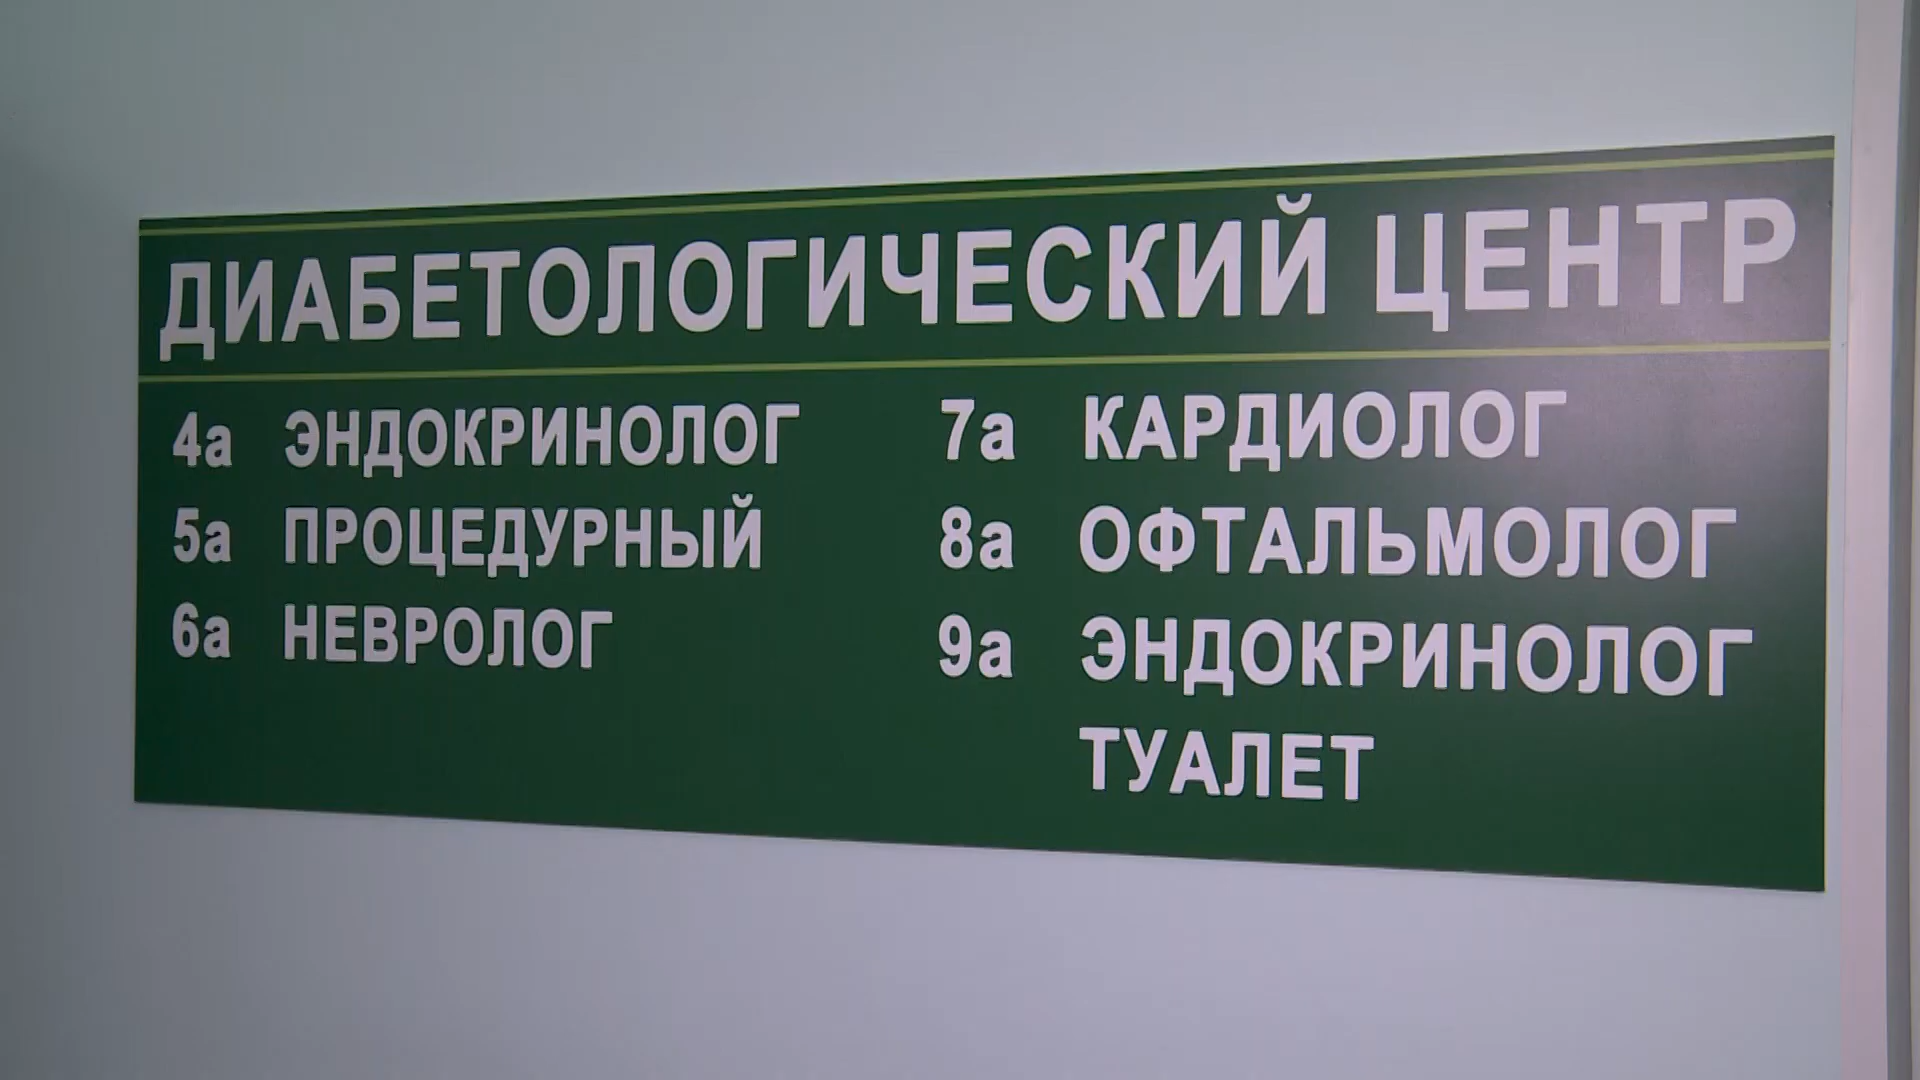 ДИАБЕТОЛОГИЧЕСКИЙ ЦЕНТР
4а ЭНДОКРИНОЛОГ
5а ПРОЦЕДУРНЫЙ
6а НЕВРОЛОГ
7а КАРДИОЛОГ
8а ОФТАЛЬМОЛОГ
9а ЭНДОКРИНОЛОГ
ТУАЛЕТ